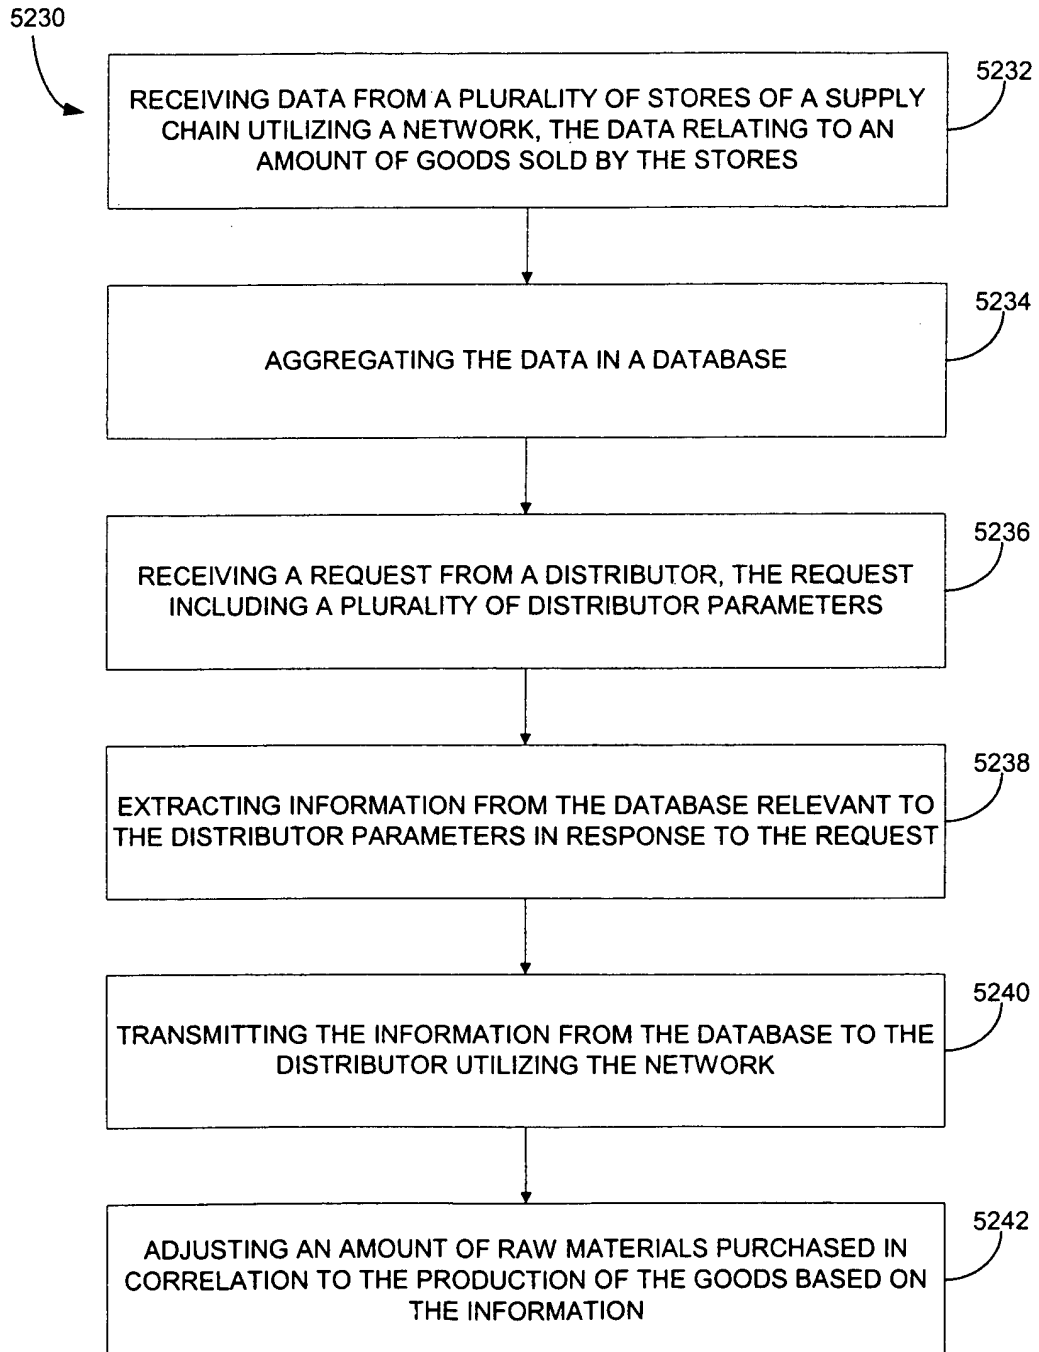 5230
5232
RECEIVING DATA FROM A PLURALITY OF STORES OF A SUPPLY
CHAIN UTILIZING A NETWORK, THE DATA RELATING TO AN
AMOUNT OF GOODS SOLD BY THE STORES
5234
AGGREGATING THE DATA IN A DATABASE
5236
RECEIVING A REQUEST FROM A DISTRIBUTOR, THE REQUEST
INCLUDING A PLURALITY OF DISTRIBUTOR PARAMETERS
5238
EXTRACTING INFORMATION FROM THE DATABASE RELEVANT TO
THE DISTRIBUTOR PARAMETERS IN RESPONSE TO THE REQUEST
5240
TRANSMITTING THE INFORMATION FROM THE DATABASE TO THE
DISTRIBUTOR UTILIZING THE NETWORK
5242
ADJUSTING AN AMOUNT OF RAW MATERIALS PURCHASED IN
CORRELATION TO THE PRODUCTION OF THE GOODS BASED ON
THE INFORMATION